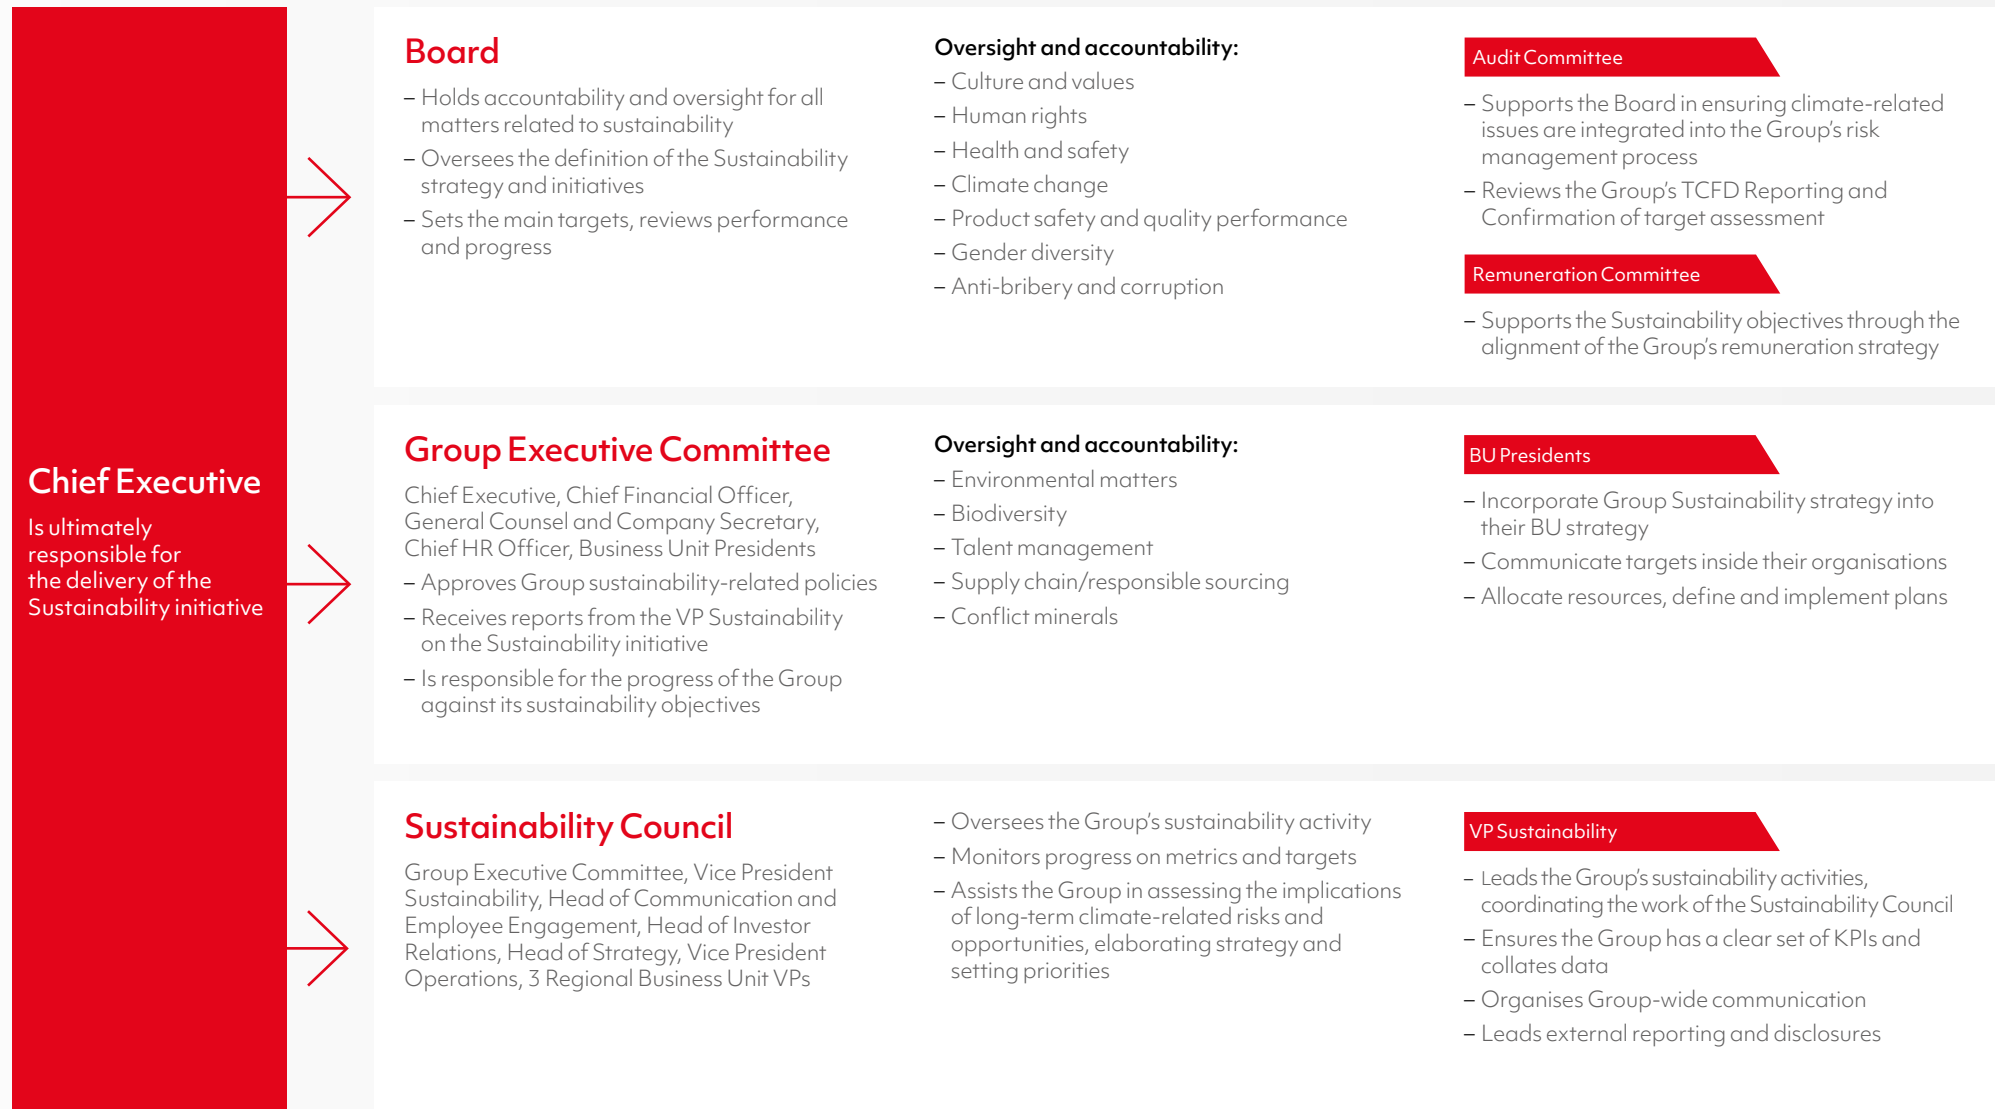 Chief Executive
Is ultimately
responsible for
the delivery of the
Sustainability initiative
Board
– Holds accountability and oversight for all
matters related to sustainability
– Oversees the definition of the Sustainability
strategy and initiatives
– Sets the main targets, reviews performance
and progress
Oversight and accountability:
– Culture and values
– Human rights
– Health and safety
– Climate change
– Product safety and quality performance
– Gender diversity
– Anti-bribery and corruption
Audit Committee
– Supports the Board in ensuring climate-related
issues are integrated into the Group’s risk
management process
– Reviews the Group’s TCFD Reporting and
Confirmation of target assessment
Remuneration Committee
– Supports the Sustainability objectives through the
alignment of the Group’s remuneration strategy
Group Executive Committee
Chief Executive, Chief Financial Officer,
General Counsel and Company Secretary,
Chief HR Officer, Business Unit Presidents
– Approves Group sustainability-related policies
– Receives reports from the VP Sustainability
on the Sustainability initiative
– Is responsible for the progress of the Group
against its sustainability objectives
Oversight and accountability:
– Environmental matters
– Biodiversity
– Talent management
– Supply chain/responsible sourcing
– Conflict minerals
BU Presidents
– Incorporate Group Sustainability strategy into
their BU strategy
– Communicate targets inside their organisations
– Allocate resources, define and implement plans
Sustainability Council
Group Executive Committee, Vice President
Sustainability, Head of Communication and
Employee Engagement, Head of Investor
Relations, Head of Strategy, Vice President
Operations, 3 Regional Business Unit VPs
– Oversees the Group’s sustainability activity
– Monitors progress on metrics and targets
– Assists the Group in assessing the implications
of long-term climate-related risks and
opportunities, elaborating strategy and
setting priorities
VP Sustainability
– Leads the Group’s sustainability activities,
coordinating the work of the Sustainability Council
– Ensures the Group has a clear set of KPIs and
collates data
– Organises Group-wide communication
– Leads external reporting and disclosures